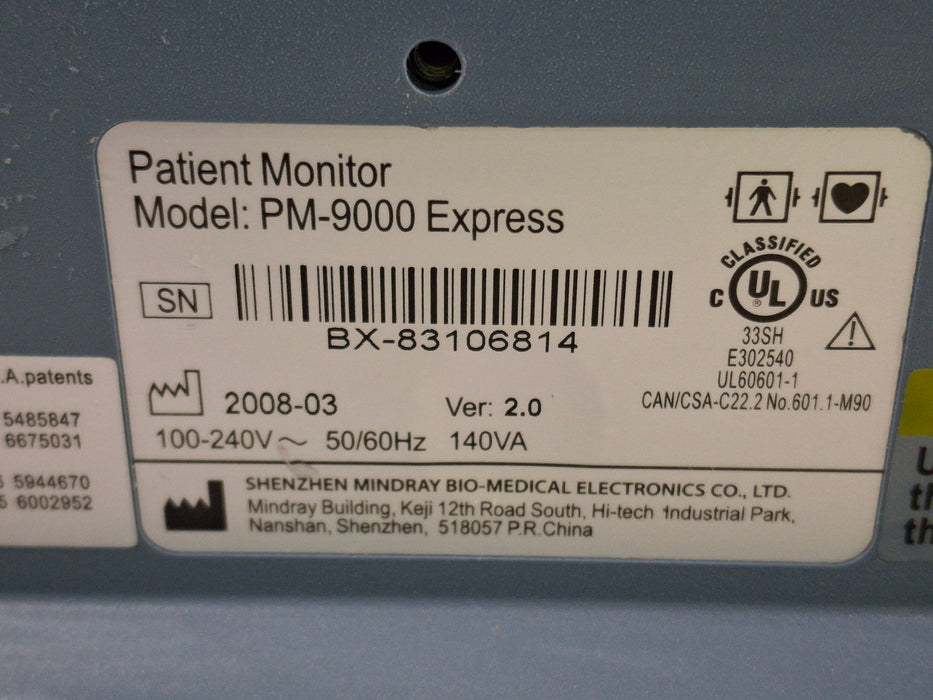 Patient Monitor
Model: PM-9000 Express
SN
BX-83106814
2008-03
Ver: 2.0
100-240V~ 50/60Hz 140VA
CLASSIFIED
C UL ® US
33SH
E302540
UL60601-1
CAN/CSA-C22.2 No.601.1-M90
SHENZHEN MINDRAY BIO-MEDICAL ELECTRONICS CO., LTD.
Mindray Building, Keji 12th Road South, Hi-tech Industrial Park,
Nanshan, Shenzhen, 518057 P.R.China
.A.patents
5485847
6675031
5944670
6002952